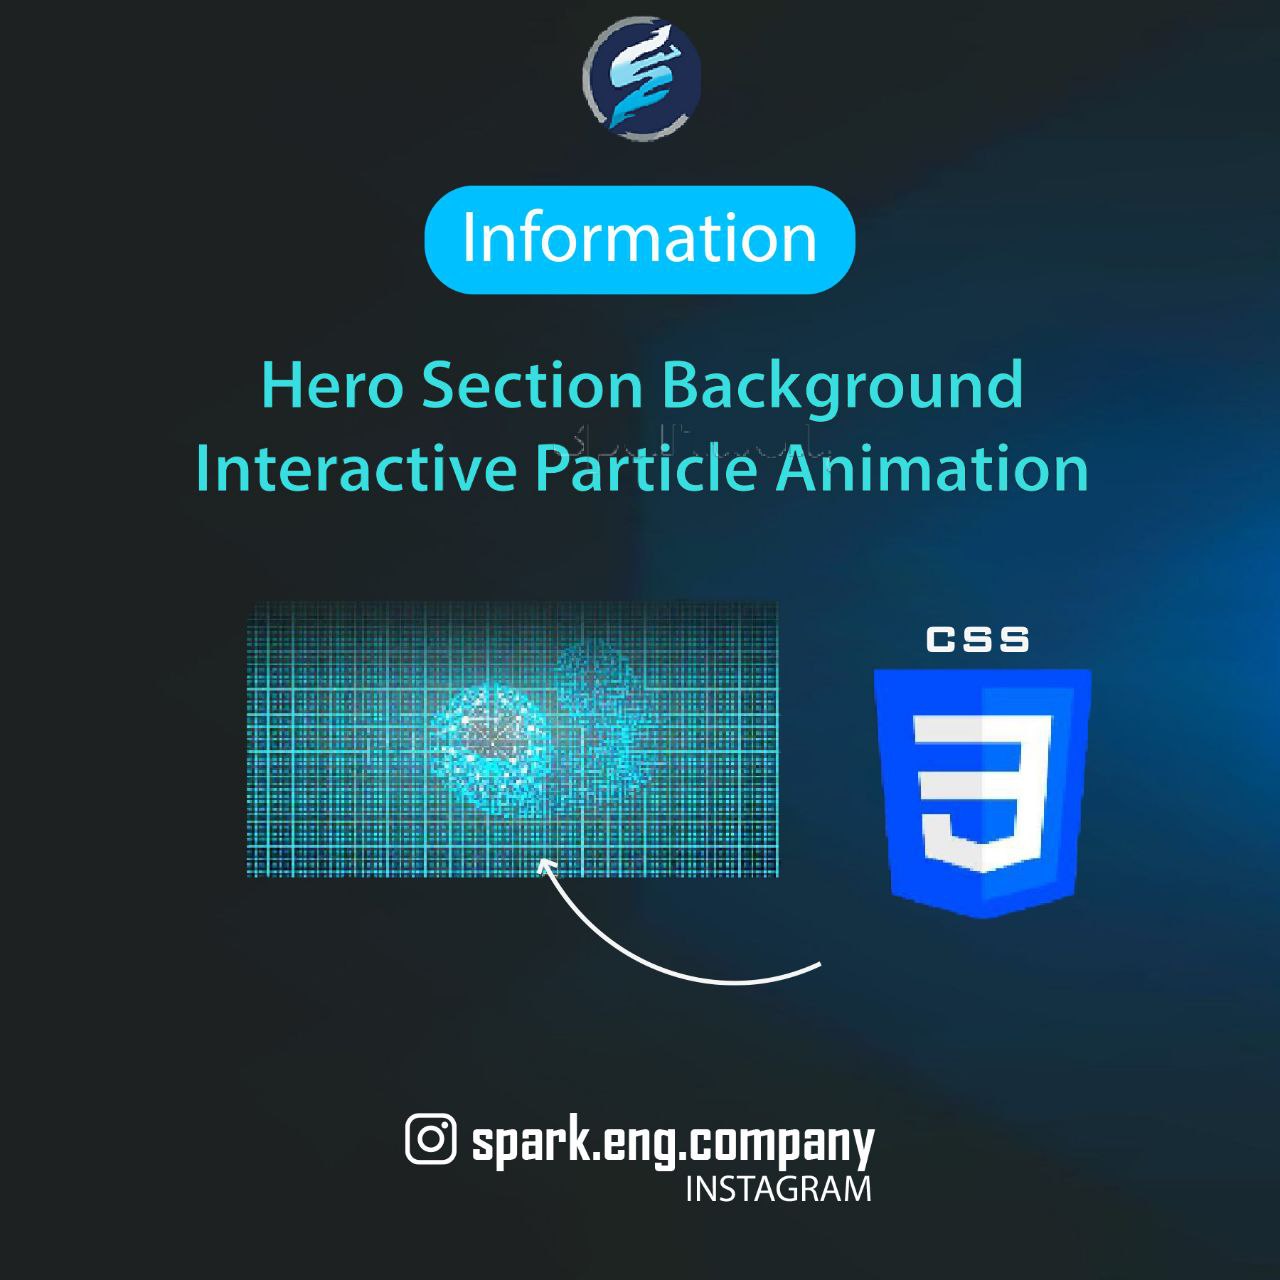 Information
Hero Section Background
Interactive Particle Animation
CSS
spark.eng.company
INSTAGRAM